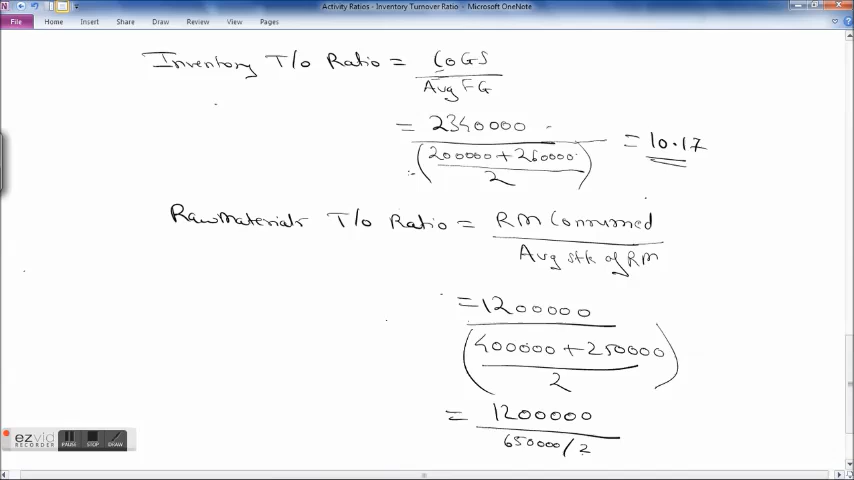 Activity Ratios - Inventory Turnover Ratio - Microsoft OneNote
File Home Insert Share Draw Review View Pages
Inventory T/o Ratio = CoGS
Avg FG
= 2340000
(200000 + 260000) = 10.17
2
Raw Materials T/o Ratio = RM Consumed
Avg stk of RM
= 1200000
(400000 + 250000)
2
= 1200000
650000/2
ezvid
RECORDER PAUSE STOP DRAW